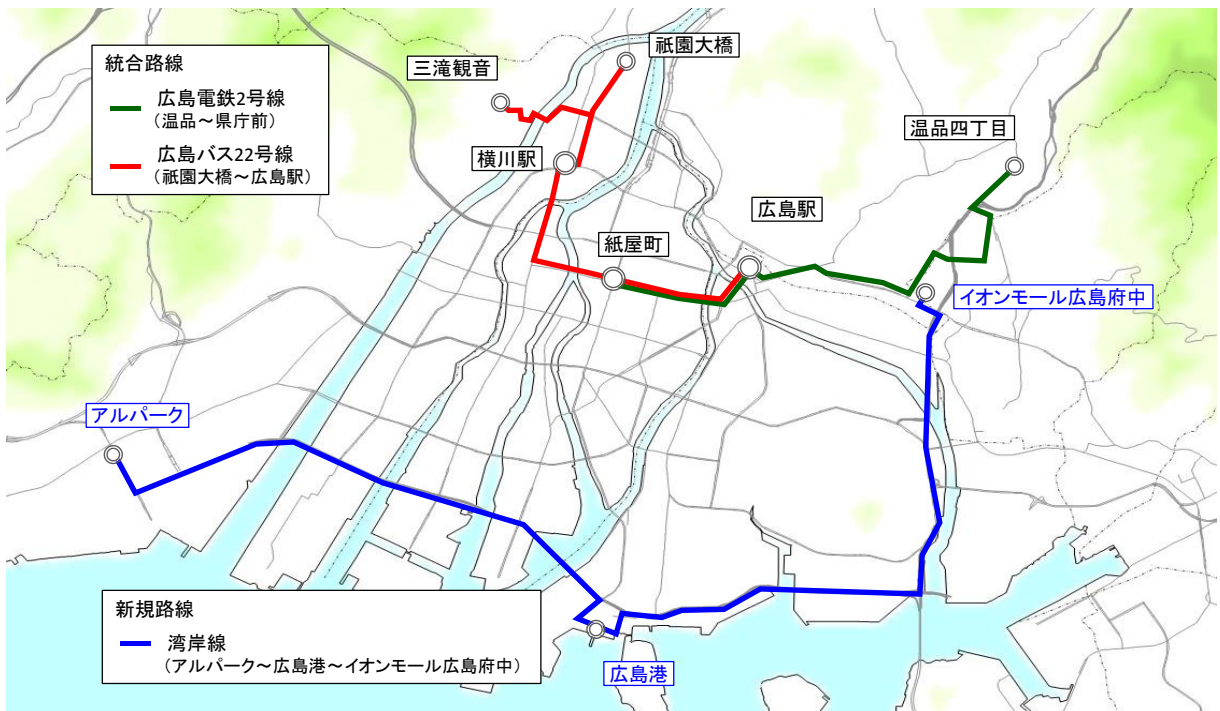 祇園大橋
三滝観音
統合路線
広島電鉄2号線
(温品～県庁前)
広島バス22号線
(祇園大橋～広島駅)
温品四丁目
横川駅
広島駅
紙屋町
イオンモール広島府中
アルパーク
新規路線
湾岸線
(アルパーク～広島港～イオンモール広島府中)
広島港